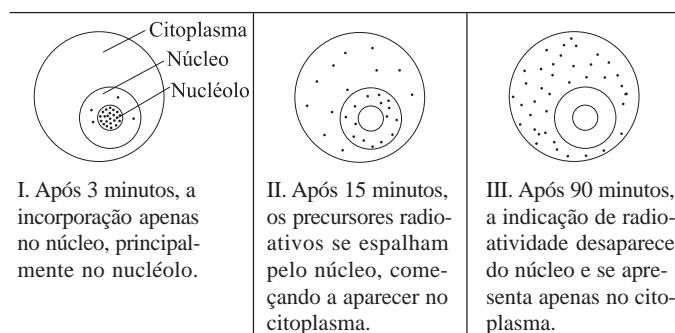 Citoplasma
Núcleo
Nucléolo
I. Após 3 minutos, a
incorporação apenas
no núcleo, principal-
mente no nucléolo.
II. Após 15 minutos,
os precursores radio-
ativos se espalham
pelo núcleo, come-
çando a aparecer no
citoplasma.
III. Após 90 minutos,
a indicação de radio-
atividade desaparece
do núcleo e se apre-
senta apenas no cito-
plasma.